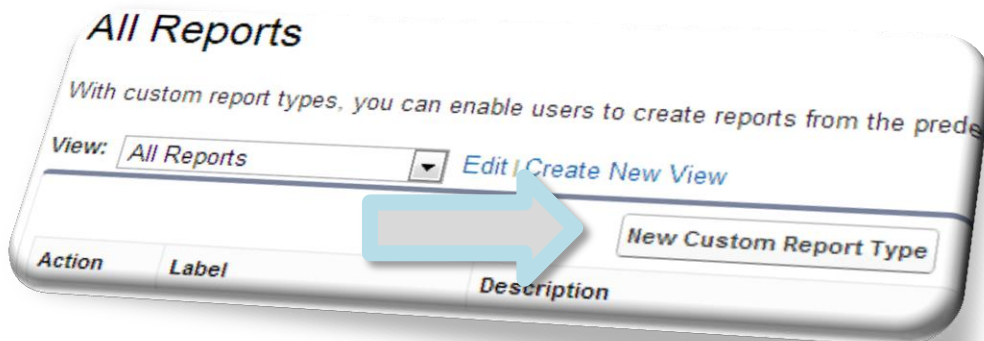 All Reports
With custom report types, you can enable users to create reports from the prede
View: All Reports Edit | Create New View
New Custom Report Type
Action Label Description